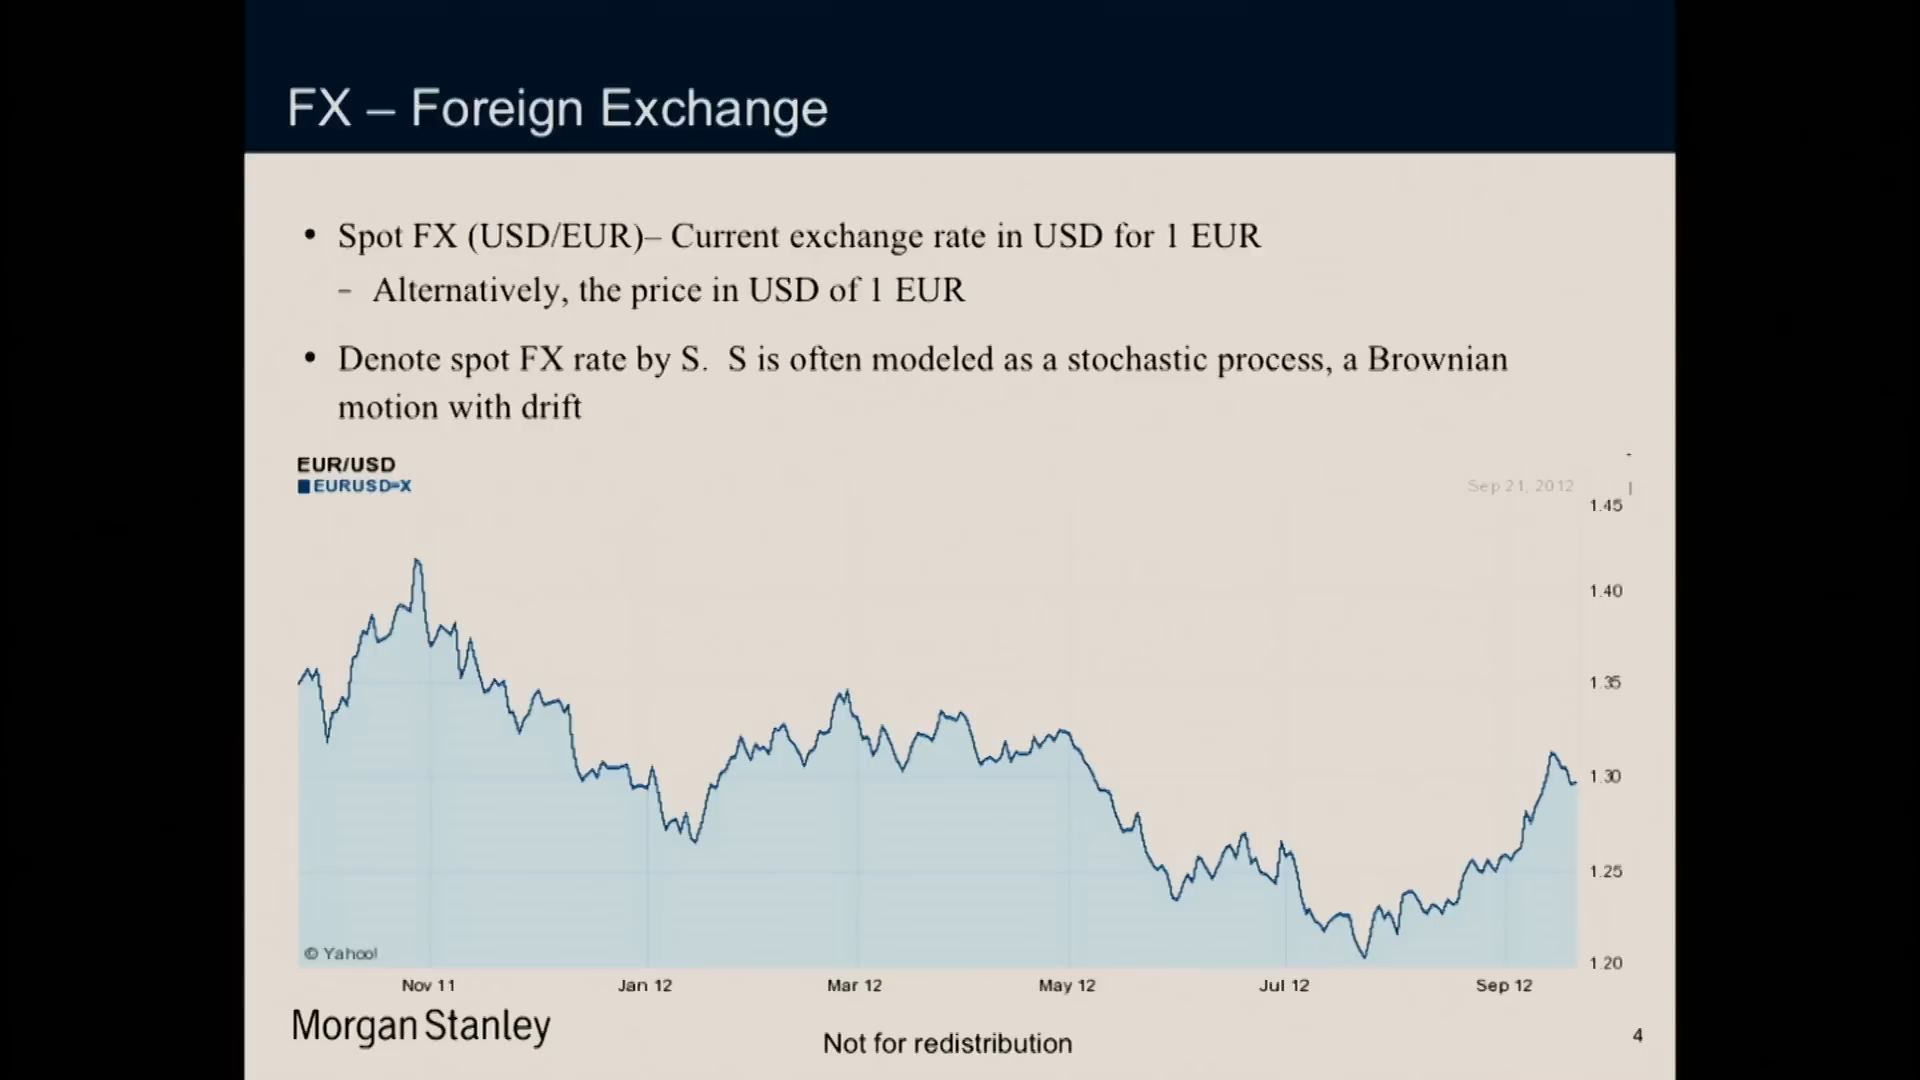 FX – Foreign Exchange
• Spot FX (USD/EUR)– Current exchange rate in USD for 1 EUR
– Alternatively, the price in USD of 1 EUR
• Denote spot FX rate by S.  S is often modeled as a stochastic process, a Brownian
motion with drift
EUR/USD
EURUSD=X
Sep 21, 2012
1.45
1.40
1.35
1.30
1.25
1.20
© Yahoo!
Nov 11
Jan 12
Mar 12
May 12
Jul 12
Sep 12
Morgan Stanley
Not for redistribution
4